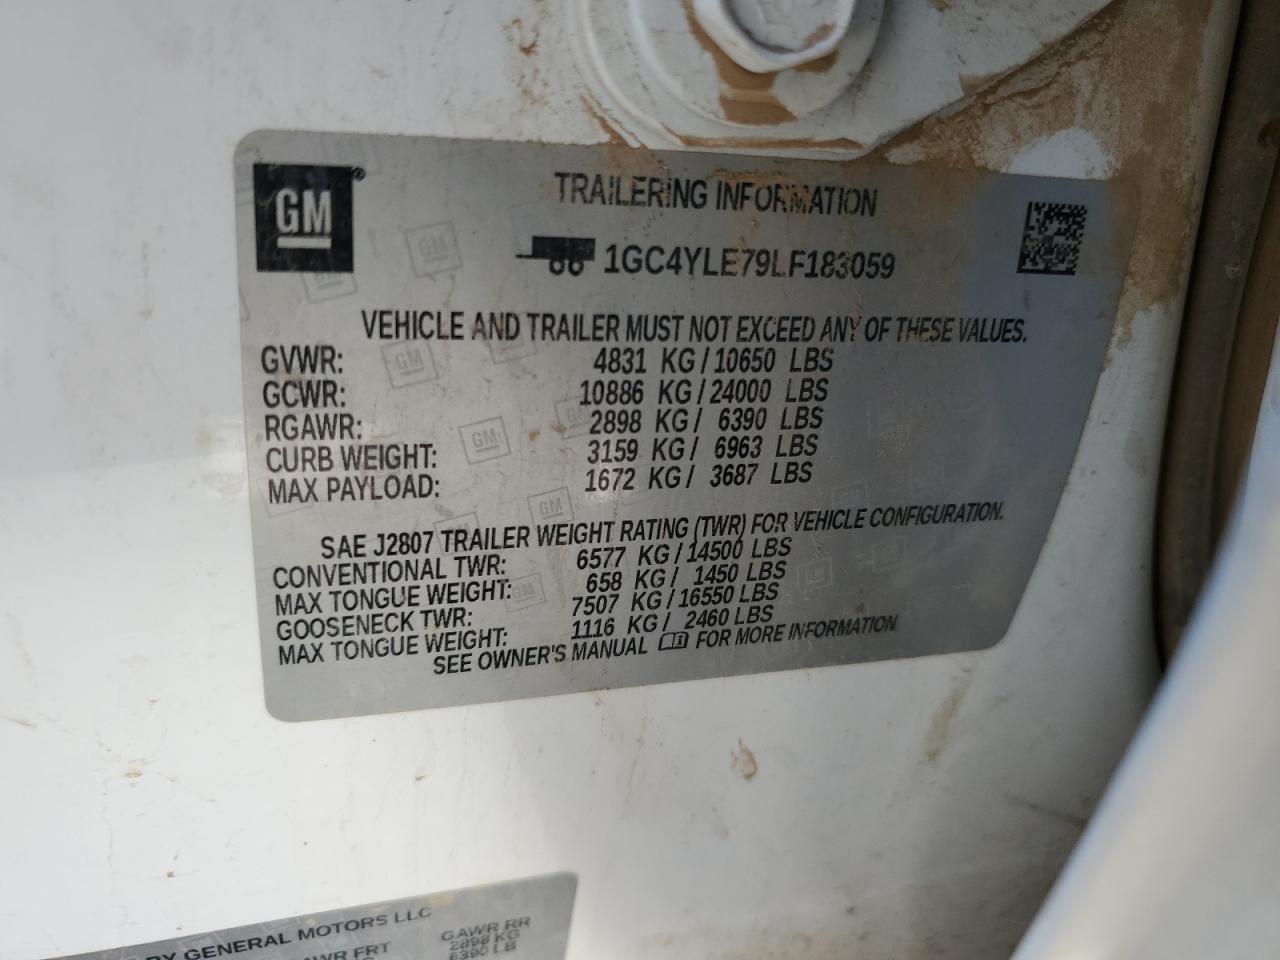 GM®
TRAILERING INFORMATION
1GC4YLE79LF183059
VEHICLE AND TRAILER MUST NOT EXCEED ANY OF THESE VALUES.
GVWR: 4831 KG/10650 LBS
GCWR: 10886 KG/24000 LBS
RGAWR: 2898 KG/ 6390 LBS
CURB WEIGHT: 3159 KG/ 6963 LBS
MAX PAYLOAD: 1672 KG/ 3687 LBS
SAE J2807 TRAILER WEIGHT RATING (TWR) FOR VEHICLE CONFIGURATION.
CONVENTIONAL TWR: 6577 KG/14500 LBS
MAX TONGUE WEIGHT: 658 KG/ 1450 LBS
GOOSENECK TWR: 7507 KG/16550 LBS
MAX TONGUE WEIGHT: 1116 KG/ 2460 LBS
SEE OWNER'S MANUAL FOR MORE INFORMATION
BY GENERAL MOTORS LLC
FRT GAWR RR
2898 KG
6390 LB